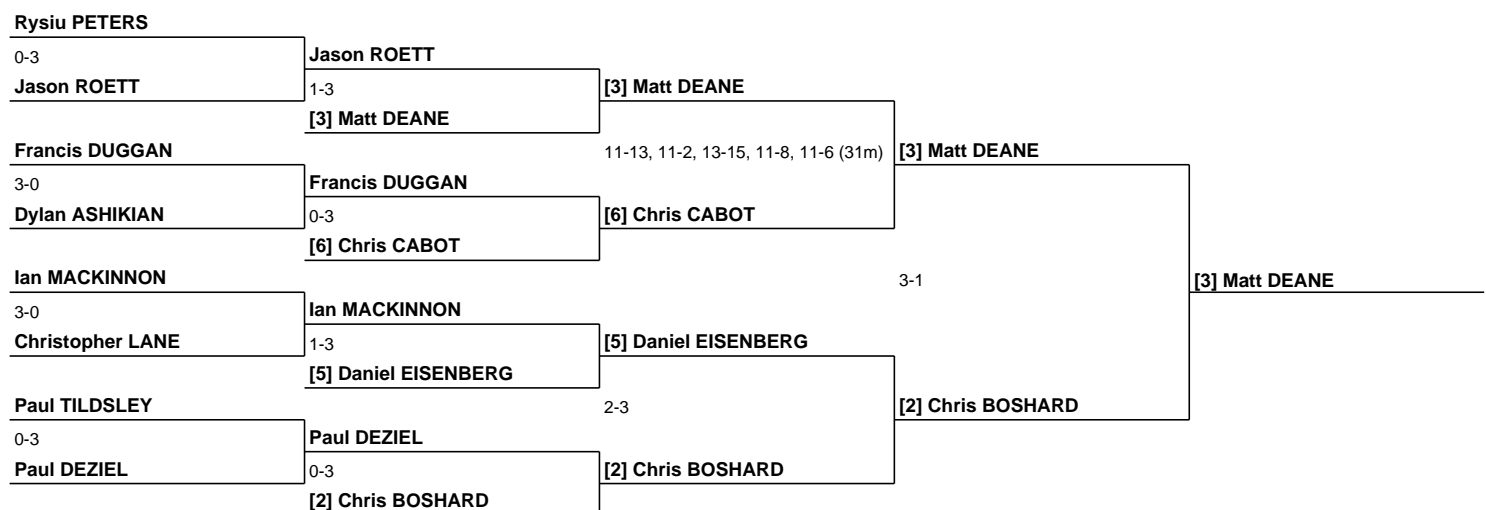 Rysiu PETERS
0-3
Jason ROETT
Jason ROETT
1-3
[3] Matt DEANE
[3] Matt DEANE
Francis DUGGAN
3-0
Dylan ASHIKIAN
Francis DUGGAN
0-3
[6] Chris CABOT
11-13, 11-2, 13-15, 11-8, 11-6 (31m)
[6] Chris CABOT
[3] Matt DEANE
Ian MACKINNON
3-0
Christopher LANE
Ian MACKINNON
1-3
[5] Daniel EISENBERG
[5] Daniel EISENBERG
3-1
[3] Matt DEANE
Paul TILDSLEY
0-3
Paul DEZIEL
Paul DEZIEL
0-3
[2] Chris BOSHARD
2-3
[2] Chris BOSHARD
[2] Chris BOSHARD